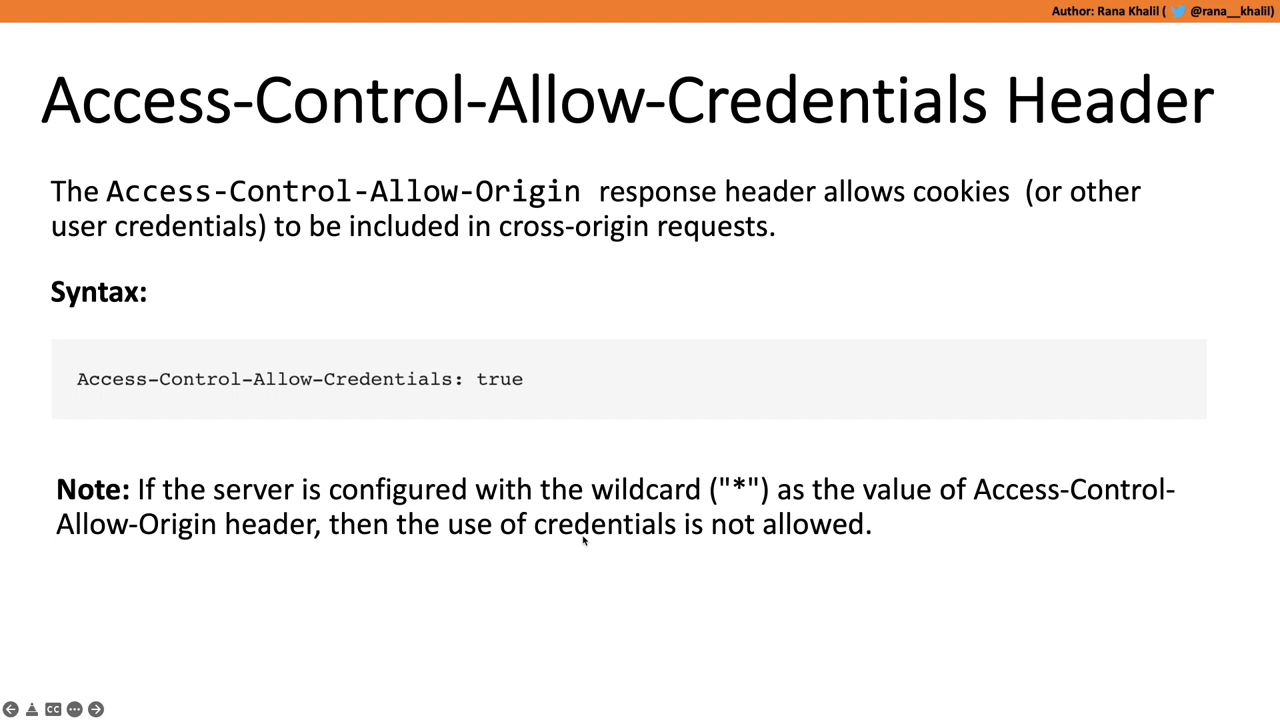 Author: Rana Khalil ( @rana__khalil)
Access-Control-Allow-Credentials Header
The Access-Control-Allow-Origin response header allows cookies (or other
user credentials) to be included in cross-origin requests.
Syntax:
Access-Control-Allow-Credentials: true
Note: If the server is configured with the wildcard ("*") as the value of Access-Control-
Allow-Origin header, then the use of credentials is not allowed.
CC